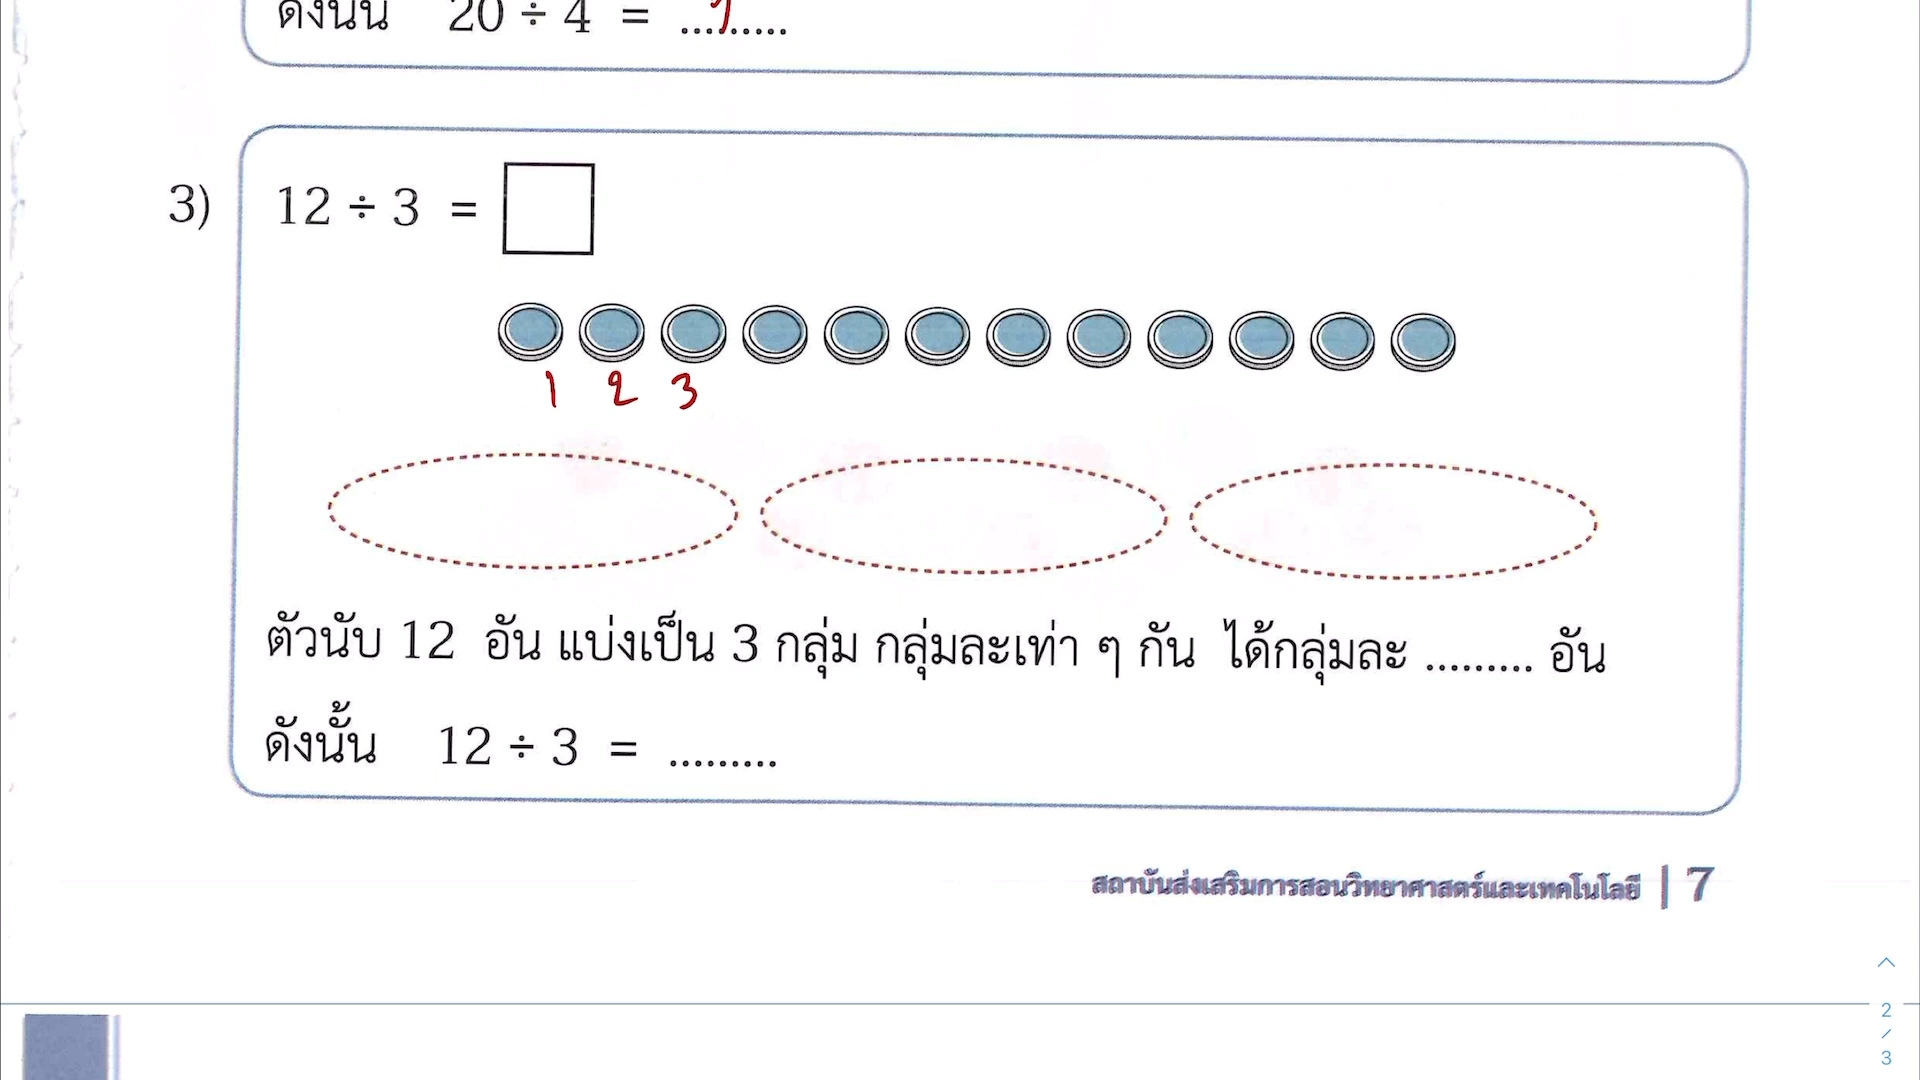 ดังนั้น 20 ÷ 4 = .........
3) 12 ÷ 3 =
1 2 3
ตัวนับ 12 อัน แบ่งเป็น 3 กลุ่ม กลุ่มละเท่า ๆ กัน ได้กลุ่มละ ......... อัน
ดังนั้น 12 ÷ 3 = .........
สถาบันส่งเสริมการสอนวิทยาศาสตร์และเทคโนโลยี | 7
2
/
3